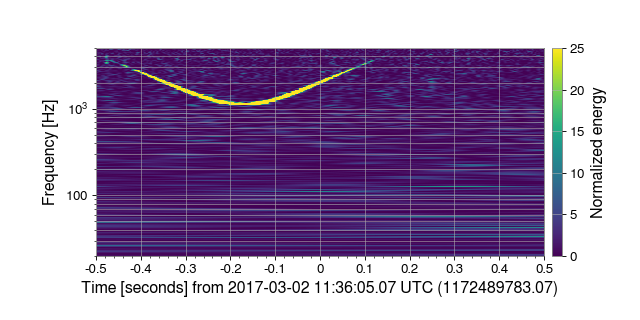 25
20
15
10
5
0
Normalized energy
10³
100
Frequency [Hz]
-0.5 -0.4 -0.3 -0.2 -0.1 0 0.1 0.2 0.3 0.4 0.5
Time [seconds] from 2017-03-02 11:36:05.07 UTC (1172489783.07)